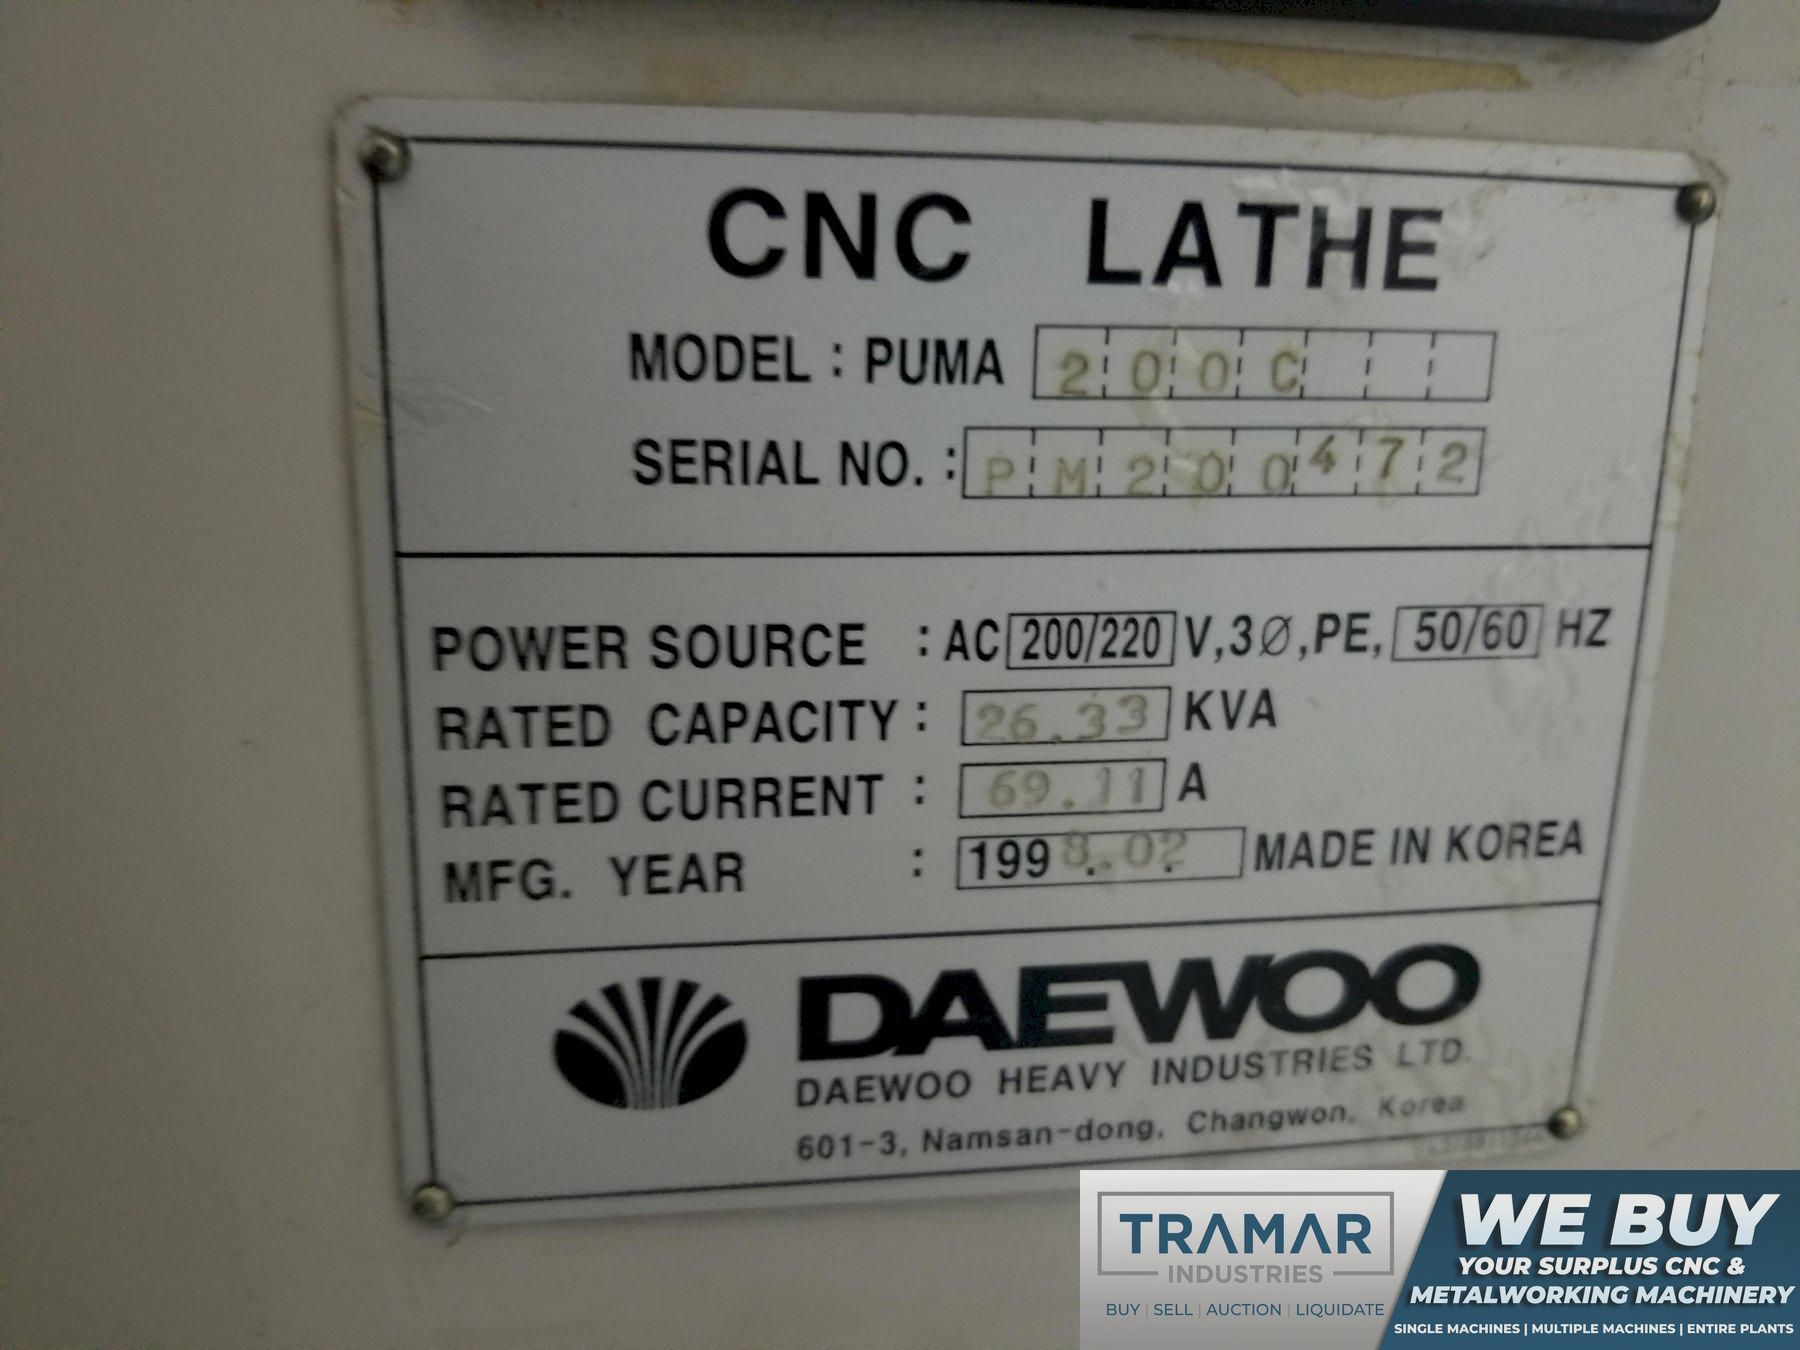 CNC LATHE
MODEL : PUMA 200C
SERIAL NO. : PM200472
POWER SOURCE : AC 200/220 V, 3Ø, PE, 50/60 HZ
RATED CAPACITY : 26.33 KVA
RATED CURRENT : 69.11 A
MFG. YEAR : 1998.02 MADE IN KOREA
DAEWOO
DAEWOO HEAVY INDUSTRIES LTD.
601-3, Namsan-dong, Changwon, Korea
TRAMAR
INDUSTRIES
BUY | SELL | AUCTION | LIQUIDATE
WE BUY
YOUR SURPLUS CNC &
METALWORKING MACHINERY
SINGLE MACHINES | MULTIPLE MACHINES | ENTIRE PLANTS